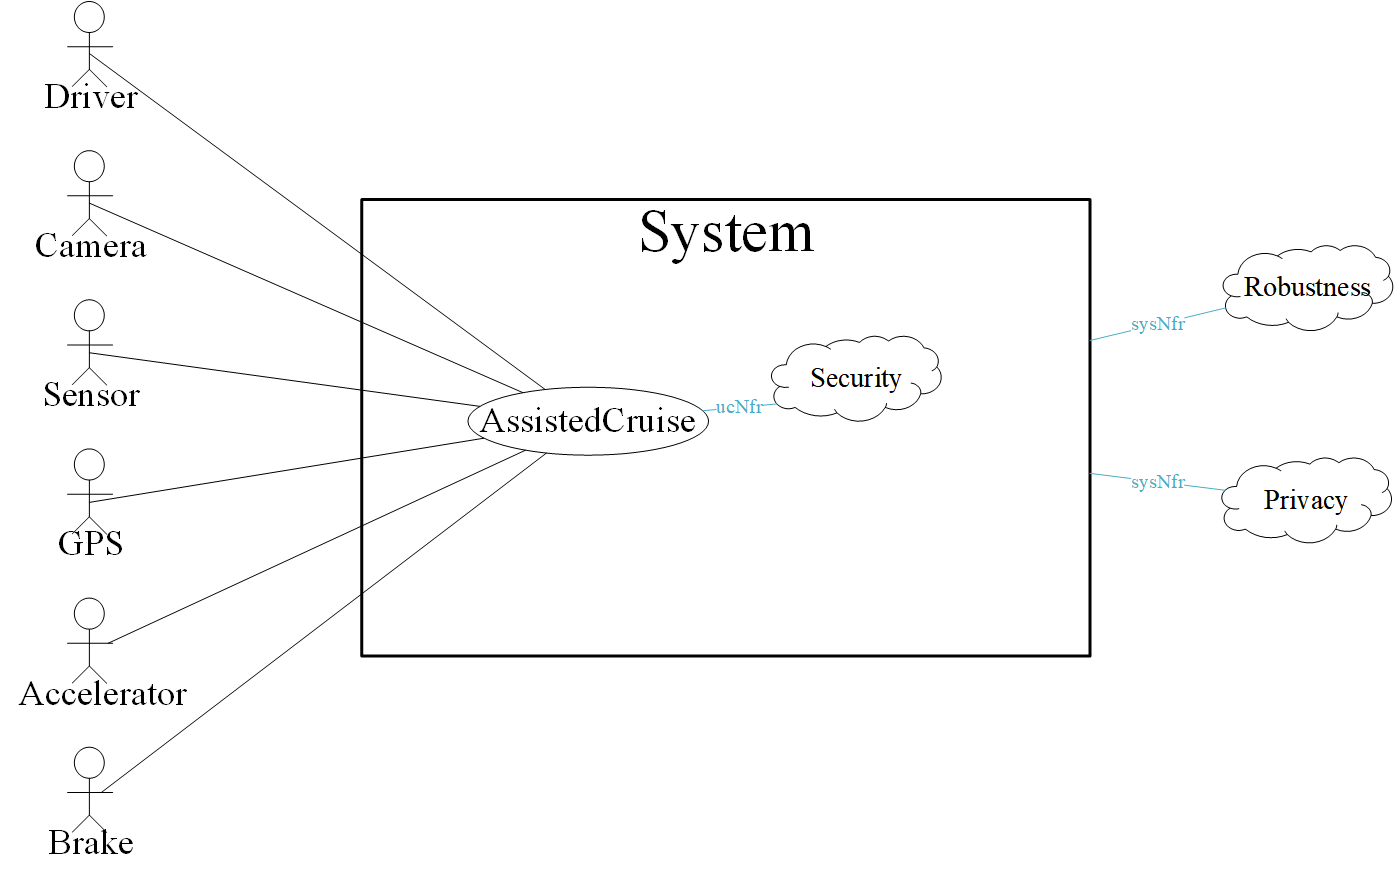 Driver
Camera
Sensor
GPS
Accelerator
Brake
System
AssistedCruise
ucNfr
Security
sysNfr
Robustness
sysNfr
Privacy